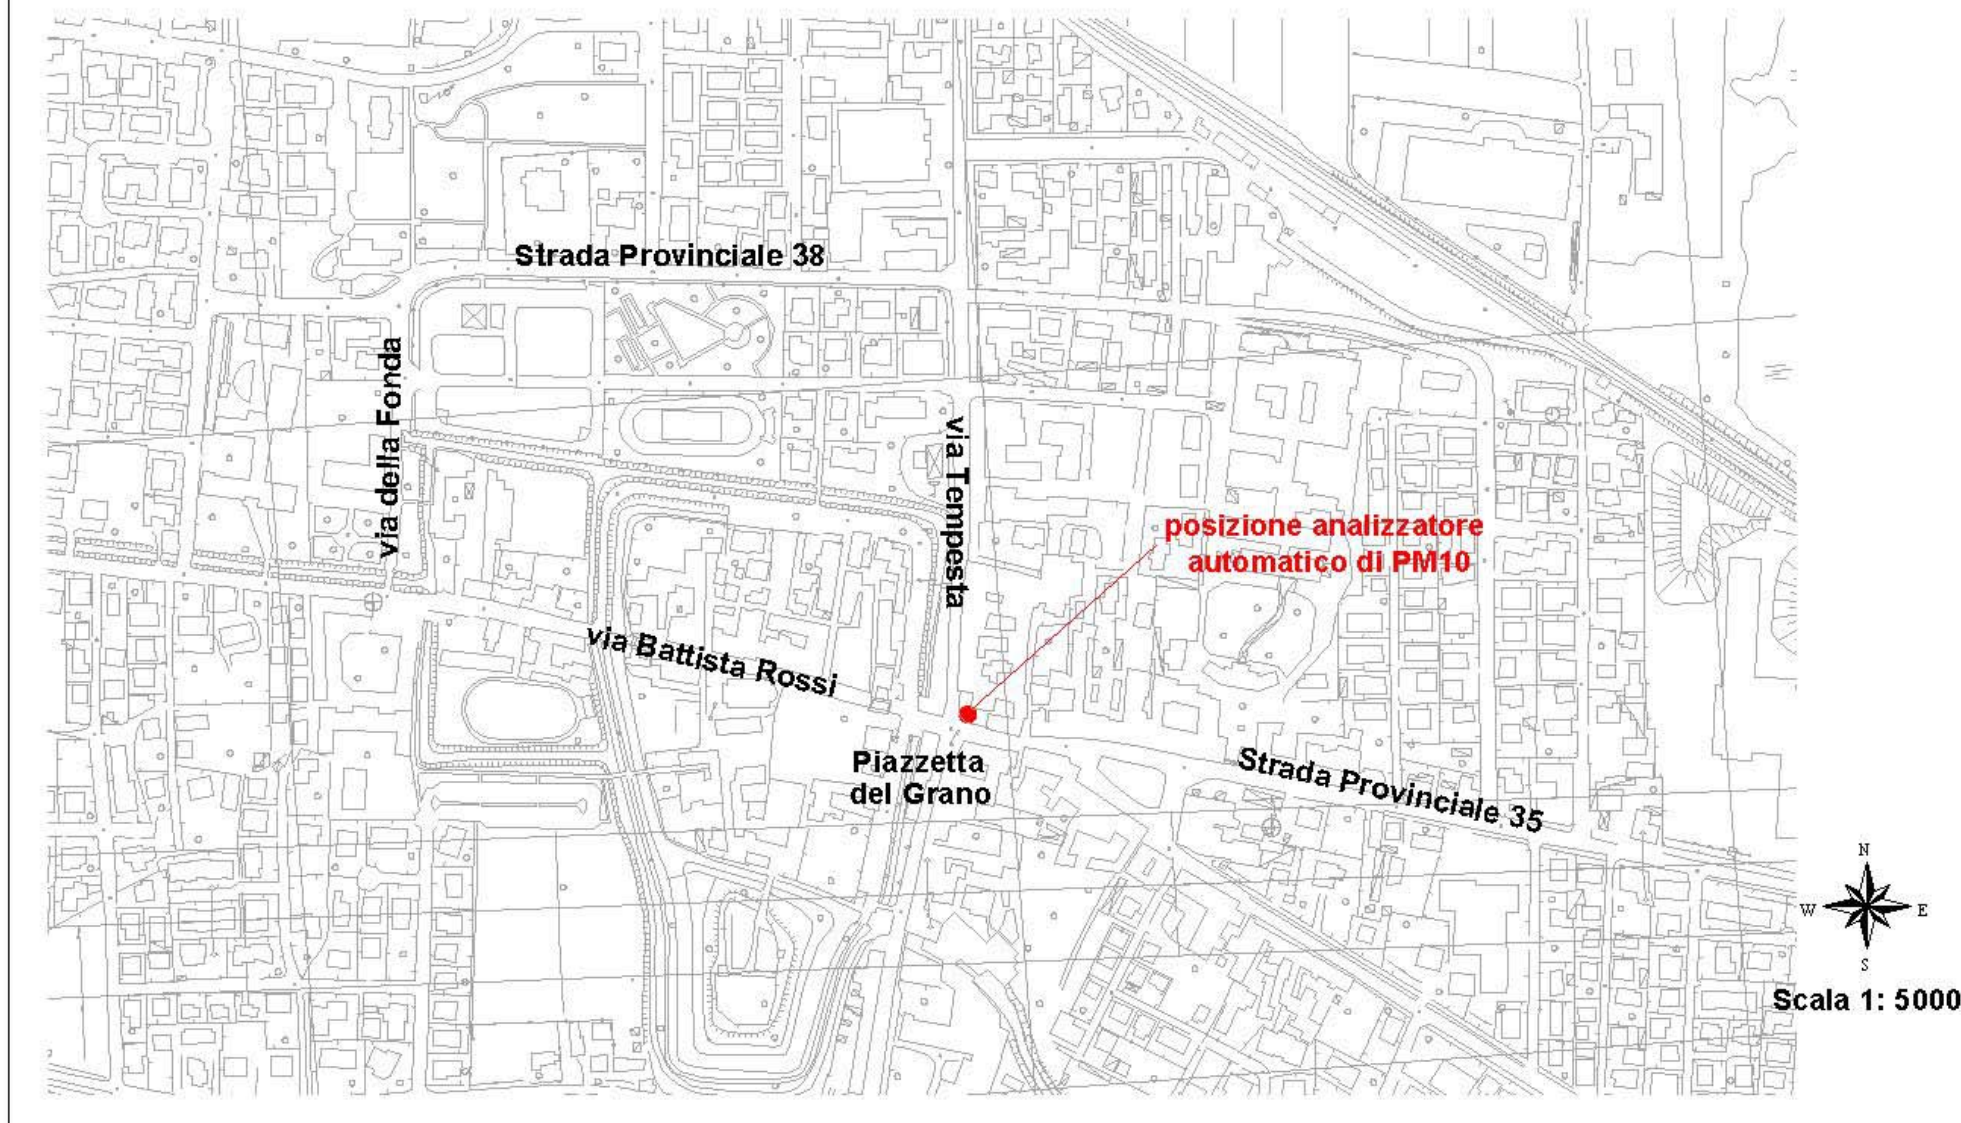 Strada Provinciale 38
via della Fonda
via Tempesta
posizione analizzatore
automatico di PM10
via Battista Rossi
Piazzetta
del Grano
Strada Provinciale 35
N
W E
S
Scala 1: 5000